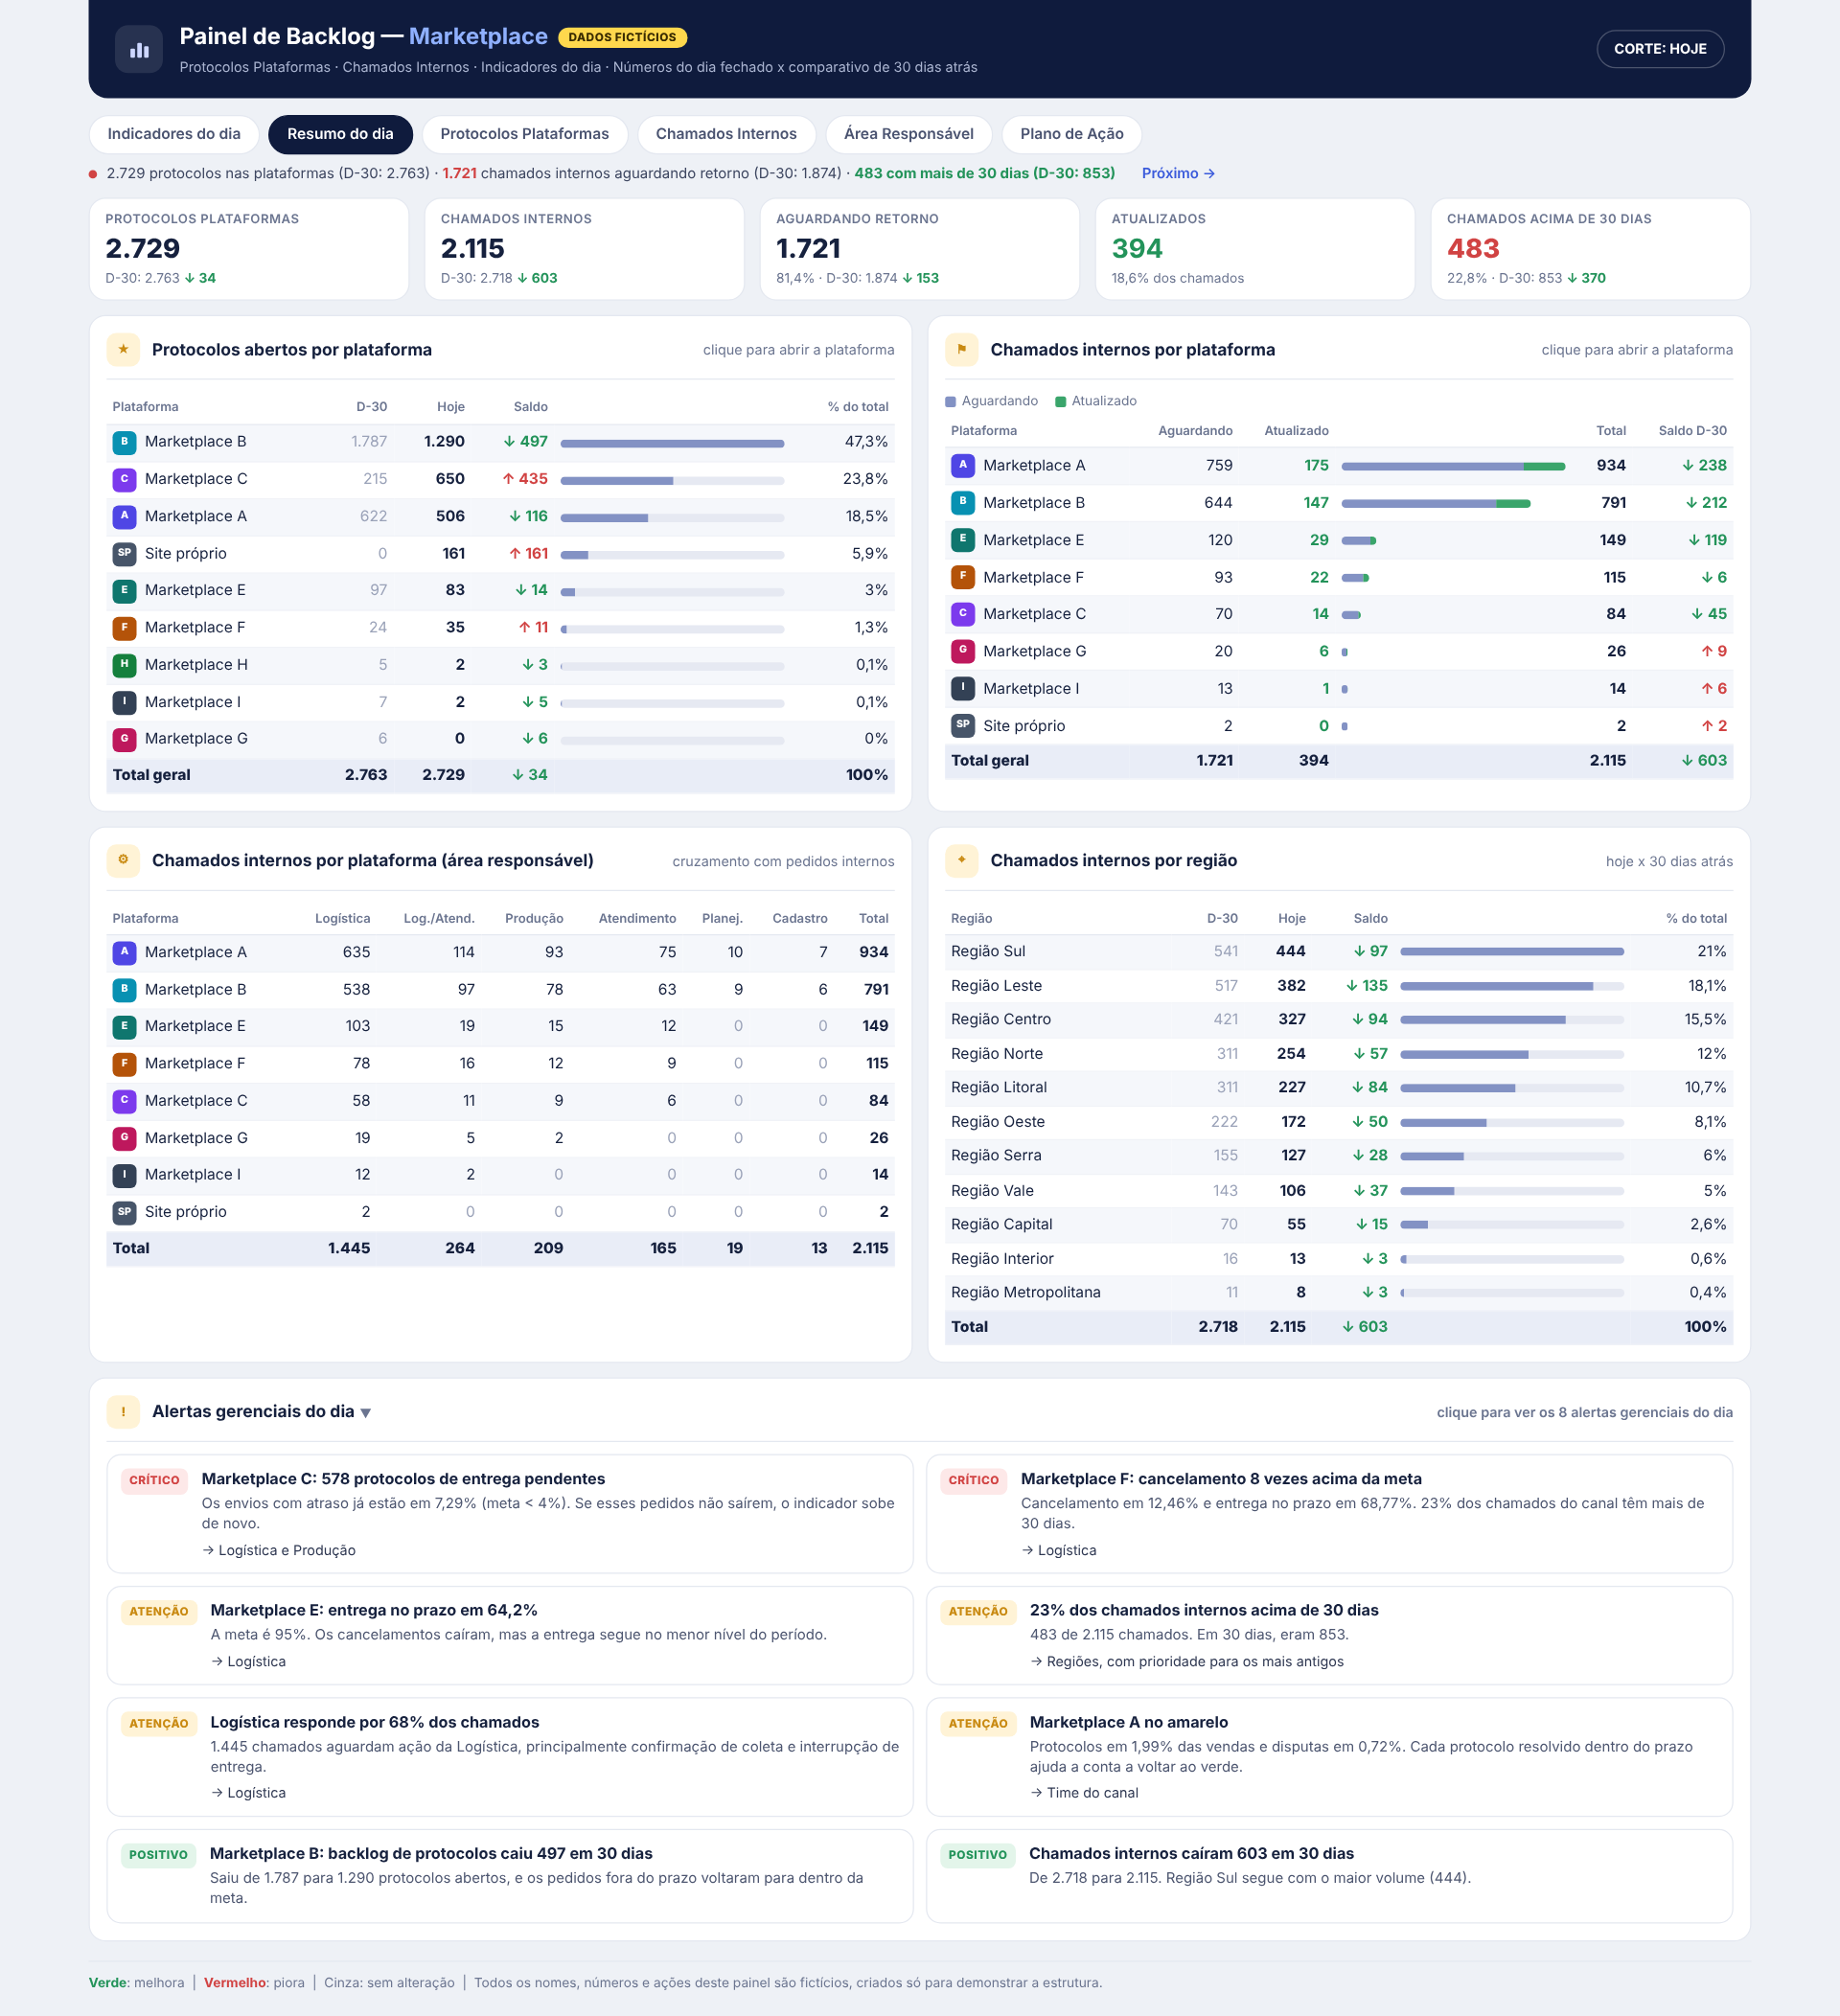 Painel de Backlog — Marketplace DADOS FICTÍCIOS
Protocolos Plataformas · Chamados Internos · Indicadores do dia · Números do dia fechado x comparativo de 30 dias atrás
CORTE: HOJE
Indicadores do dia Resumo do dia Protocolos Plataformas Chamados Internos Área Responsável Plano de Ação
2.729 protocolos nas plataformas (D-30: 2.763) · 1.721 chamados internos aguardando retorno (D-30: 1.874) · 483 com mais de 30 dias (D-30: 853) Próximo →
PROTOCOLOS PLATAFORMAS
2.729
D-30: 2.763 ↓ 34
CHAMADOS INTERNOS
2.115
D-30: 2.718 ↓ 603
AGUARDANDO RETORNO
1.721
81,4% · D-30: 1.874 ↓ 153
ATUALIZADOS
394
18,6% dos chamados
CHAMADOS ACIMA DE 30 DIAS
483
22,8% · D-30: 853 ↓ 370
★ Protocolos abertos por plataforma clique para abrir a plataforma
Plataforma D-30 Hoje Saldo % do total
B Marketplace B 1.787 1.290 ↓ 497 47,3%
C Marketplace C 215 650 ↑ 435 23,8%
A Marketplace A 622 506 ↓ 116 18,5%
SP Site próprio 0 161 ↑ 161 5,9%
E Marketplace E 97 83 ↓ 14 3%
F Marketplace F 24 35 ↑ 11 1,3%
H Marketplace H 5 2 ↓ 3 0,1%
I Marketplace I 7 2 ↓ 5 0,1%
G Marketplace G 6 0 ↓ 6 0%
Total geral 2.763 2.729 ↓ 34 100%
⚑ Chamados internos por plataforma clique para abrir a plataforma
Aguardando Atualizado
Plataforma Aguardando Atualizado Total Saldo D-30
A Marketplace A 759 175 934 ↓ 238
B Marketplace B 644 147 791 ↓ 212
E Marketplace E 120 29 149 ↓ 119
F Marketplace F 93 22 115 ↓ 6
C Marketplace C 70 14 84 ↓ 45
G Marketplace G 20 6 26 ↑ 9
I Marketplace I 13 1 14 ↑ 6
SP Site próprio 2 0 2 ↑ 2
Total geral 1.721 394 2.115 ↓ 603
⚙ Chamados internos por plataforma (área responsável) cruzamento com pedidos internos
Plataforma Logística Log./Atend. Produção Atendimento Planej. Cadastro Total
A Marketplace A 635 114 93 75 10 7 934
B Marketplace B 538 97 78 63 9 6 791
E Marketplace E 103 19 15 12 0 0 149
F Marketplace F 78 16 12 9 0 0 115
C Marketplace C 58 11 9 6 0 0 84
G Marketplace G 19 5 2 0 0 0 26
I Marketplace I 12 2 0 0 0 0 14
SP Site próprio 2 0 0 0 0 0 2
Total 1.445 264 209 165 19 13 2.115
⌖ Chamados internos por região hoje x 30 dias atrás
Região D-30 Hoje Saldo % do total
Região Sul 541 444 ↓ 97 21%
Região Leste 517 382 ↓ 135 18,1%
Região Centro 421 327 ↓ 94 15,5%
Região Norte 311 254 ↓ 57 12%
Região Litoral 311 227 ↓ 84 10,7%
Região Oeste 222 172 ↓ 50 8,1%
Região Serra 155 127 ↓ 28 6%
Região Vale 143 106 ↓ 37 5%
Região Capital 70 55 ↓ 15 2,6%
Região Interior 16 13 ↓ 3 0,6%
Região Metropolitana 11 8 ↓ 3 0,4%
Total 2.718 2.115 ↓ 603 100%
! Alertas gerenciais do dia ▼ clique para ver os 8 alertas gerenciais do dia
CRÍTICO Marketplace C: 578 protocolos de entrega pendentes
Os envios com atraso já estão em 7,29% (meta < 4%). Se esses pedidos não saírem, o indicador sobe
de novo.
→ Logística e Produção
CRÍTICO Marketplace F: cancelamento 8 vezes acima da meta
Cancelamento em 12,46% e entrega no prazo em 68,77%. 23% dos chamados do canal têm mais de
30 dias.
→ Logística
ATENÇÃO Marketplace E: entrega no prazo em 64,2%
A meta é 95%. Os cancelamentos caíram, mas a entrega segue no menor nível do período.
→ Logística
ATENÇÃO 23% dos chamados internos acima de 30 dias
483 de 2.115 chamados. Em 30 dias, eram 853.
→ Regiões, com prioridade para os mais antigos
ATENÇÃO Logística responde por 68% dos chamados
1.445 chamados aguardam ação da Logística, principalmente confirmação de coleta e interrupção de
entrega.
→ Logística
ATENÇÃO Marketplace A no amarelo
Protocolos em 1,99% das vendas e disputas em 0,72%. Cada protocolo resolvido dentro do prazo
ajuda a conta a voltar ao verde.
→ Time do canal
POSITIVO Marketplace B: backlog de protocolos caiu 497 em 30 dias
Saiu de 1.787 para 1.290 protocolos abertos, e os pedidos fora do prazo voltaram para dentro da
meta.
POSITIVO Chamados internos caíram 603 em 30 dias
De 2.718 para 2.115. Região Sul segue com o maior volume (444).
Verde: melhora | Vermelho: piora | Cinza: sem alteração | Todos os nomes, números e ações deste painel são fictícios, criados só para demonstrar a estrutura.